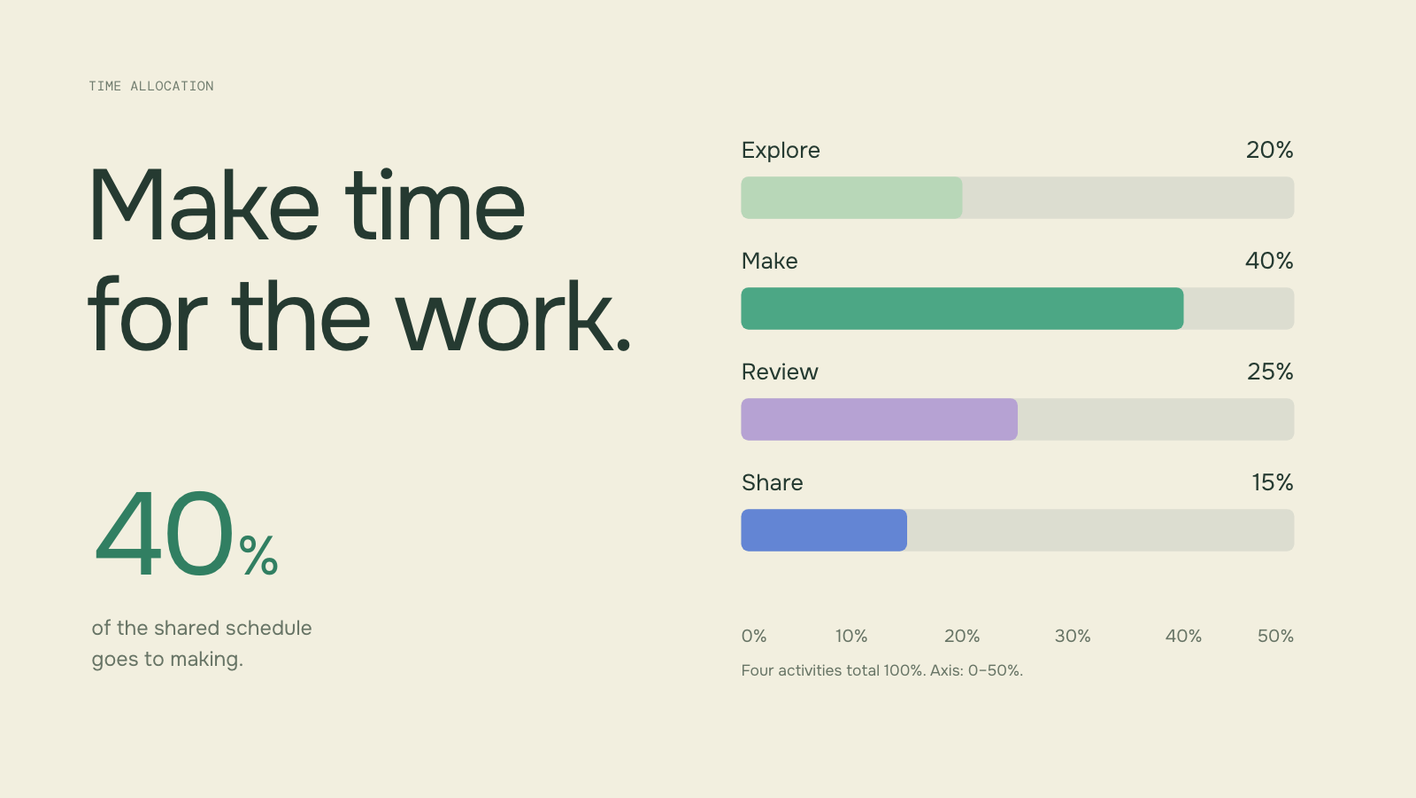 TIME ALLOCATION
Make time
for the work.
40%
of the shared schedule
goes to making.
Explore 20%
Make 40%
Review 25%
Share 15%
0% 10% 20% 30% 40% 50%
Four activities total 100%. Axis: 0–50%.